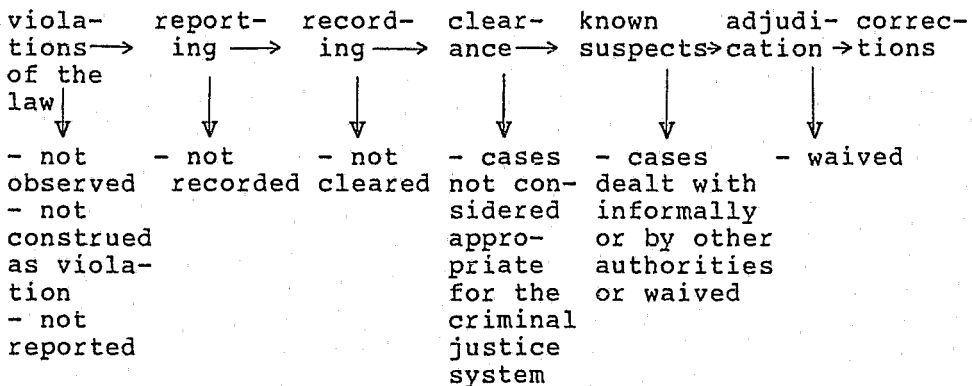 viola- report- record- clear- known adjudi- correc-
tions→ ing → ing → ance→ suspects→ cation →tions
of the
law
- not - not - not - cases - cases - waived
observed recorded cleared not con- dealt with
- not sidered informally
construed appro- or by other
as viola- priate authorities
tion for the or waived
- not criminal
reported justice
system